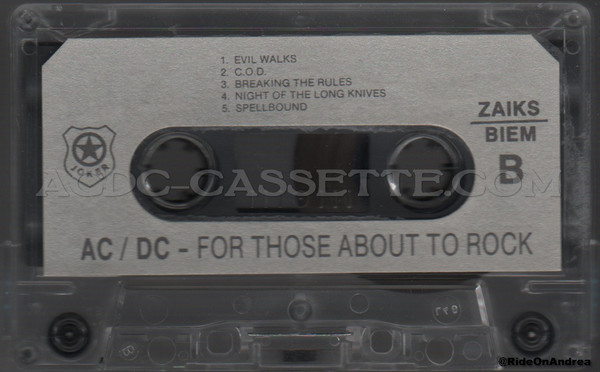 1. EVIL WALKS
2. C.O.D.
3. BREAKING THE RULES
4. NIGHT OF THE LONG KNIVES
5. SPELLBOUND
ZAIKS
BIEM
B
JOKER
ACDC-CASSETTE.COM
AC / DC - FOR THOSE ABOUT TO ROCK
@RideOnAndrea